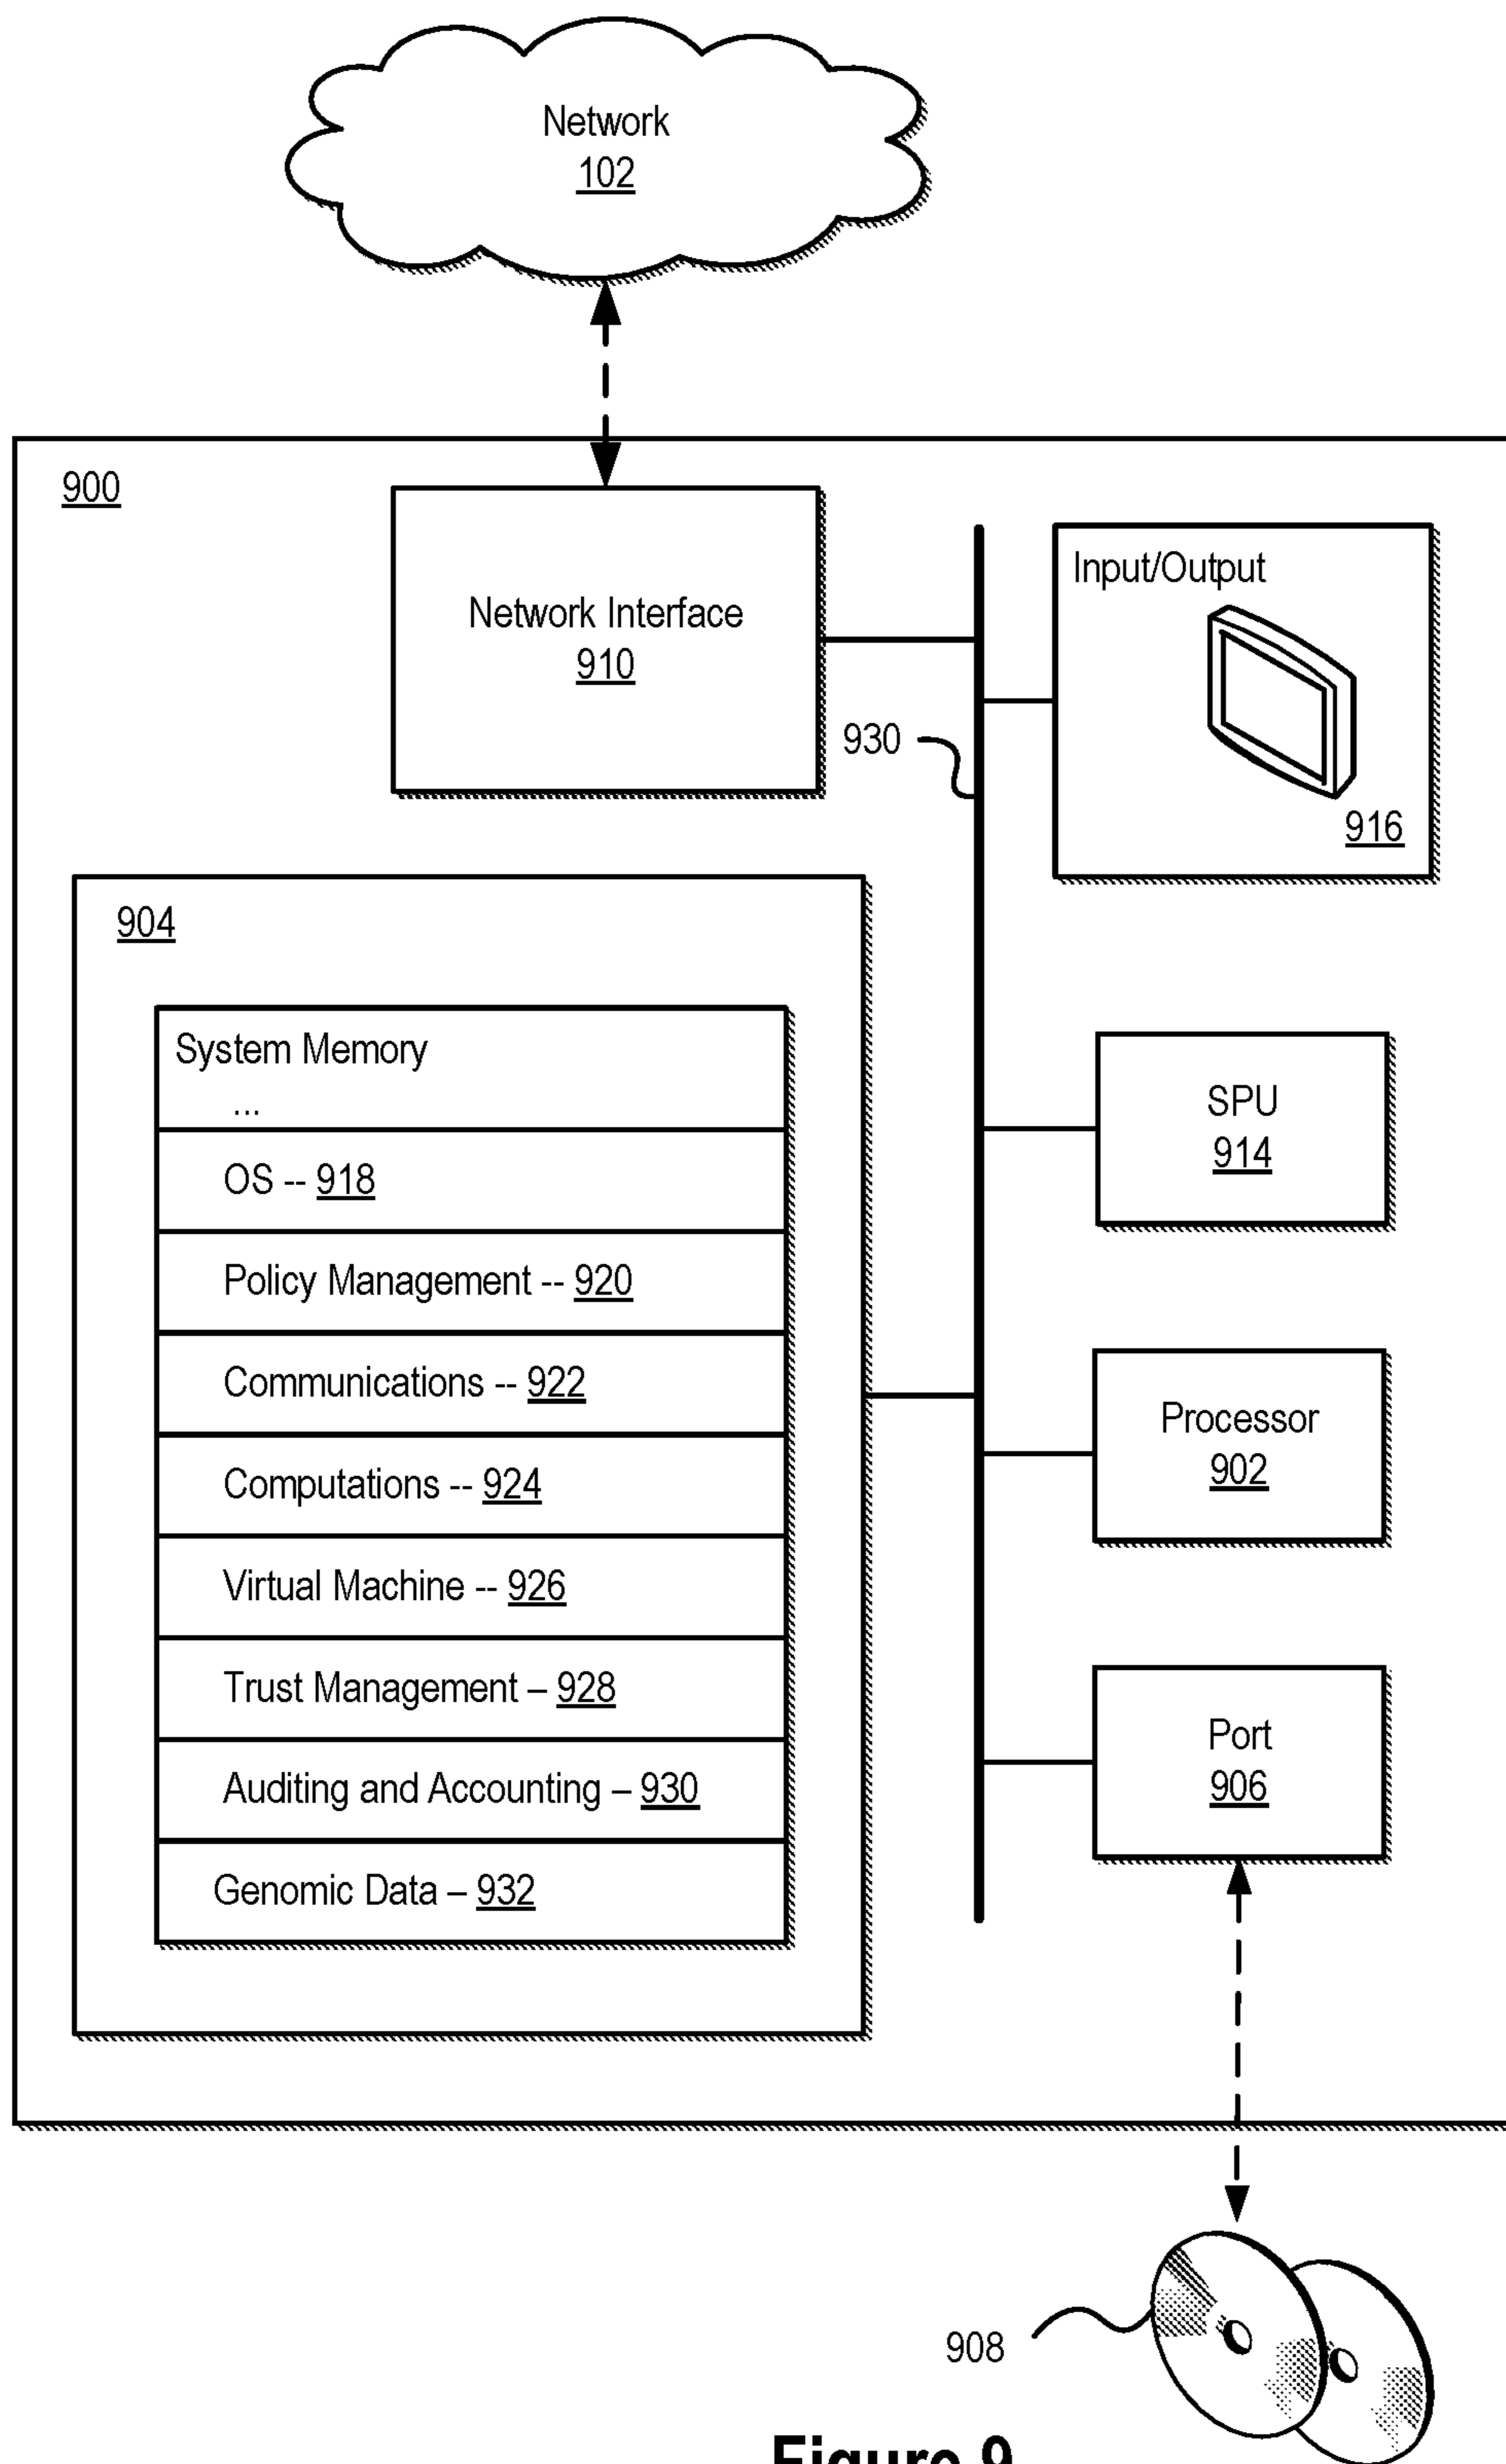 Network
102
900
Network Interface
910
Input/Output
930
916
904
System Memory
...
OS -- 918
Policy Management -- 920
Communications -- 922
Computations -- 924
Virtual Machine -- 926
Trust Management – 928
Auditing and Accounting – 930
Genomic Data – 932
SPU
914
Processor
902
Port
906
908
Figure 9